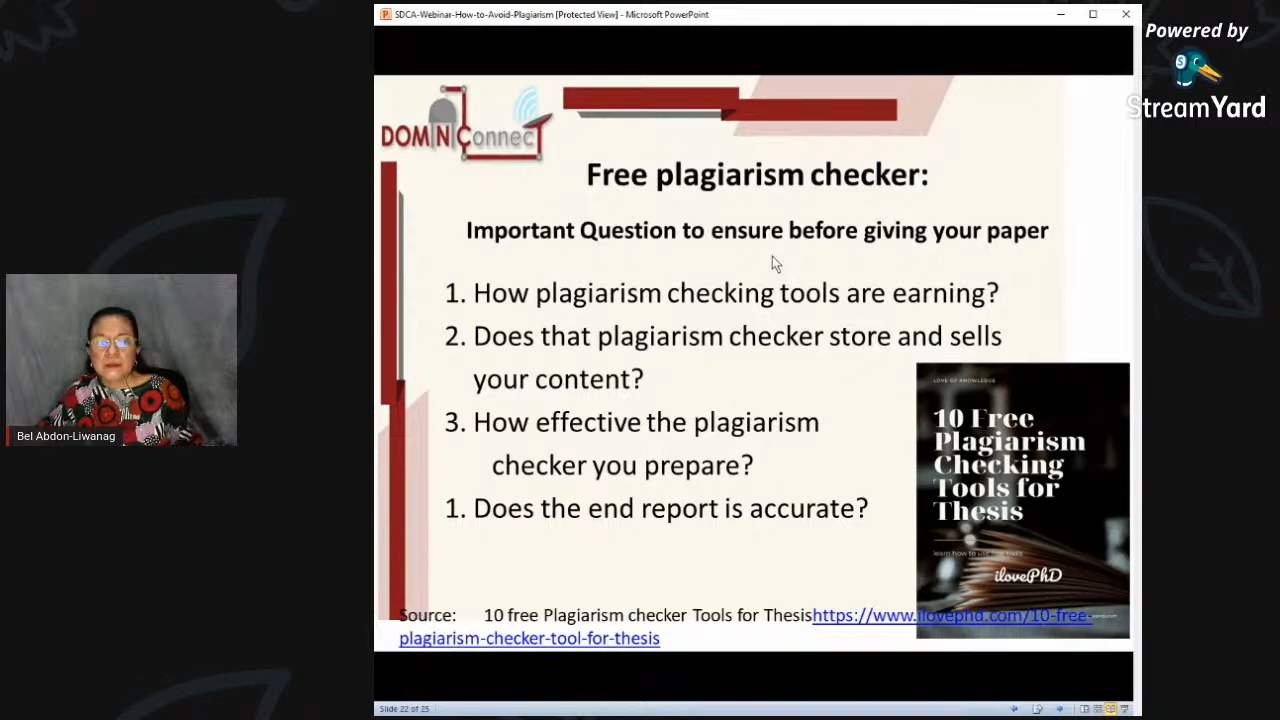 SDCA-Webinar-How-to-Avoid-Plagiarism [Protected View] - Microsoft PowerPoint
Powered by
StreamYard
DOMINConnecT
Free plagiarism checker:
Important Question to ensure before giving your paper
1. How plagiarism checking tools are earning?
2. Does that plagiarism checker store and sells
your content?
3. How effective the plagiarism
checker you prepare?
1. Does the end report is accurate?
LOVE OF KNOWLEDGE
10 Free
Plagiarism
Checking
Tools for
Thesis
learn how to use free tools
ilovePhD
Source: 10 free Plagiarism checker Tools for Thesishttps://www.ilovephd.com/10-free-
plagiarism-checker-tool-for-thesis
Bel Abdon-Liwanag
Slide 22 of 25